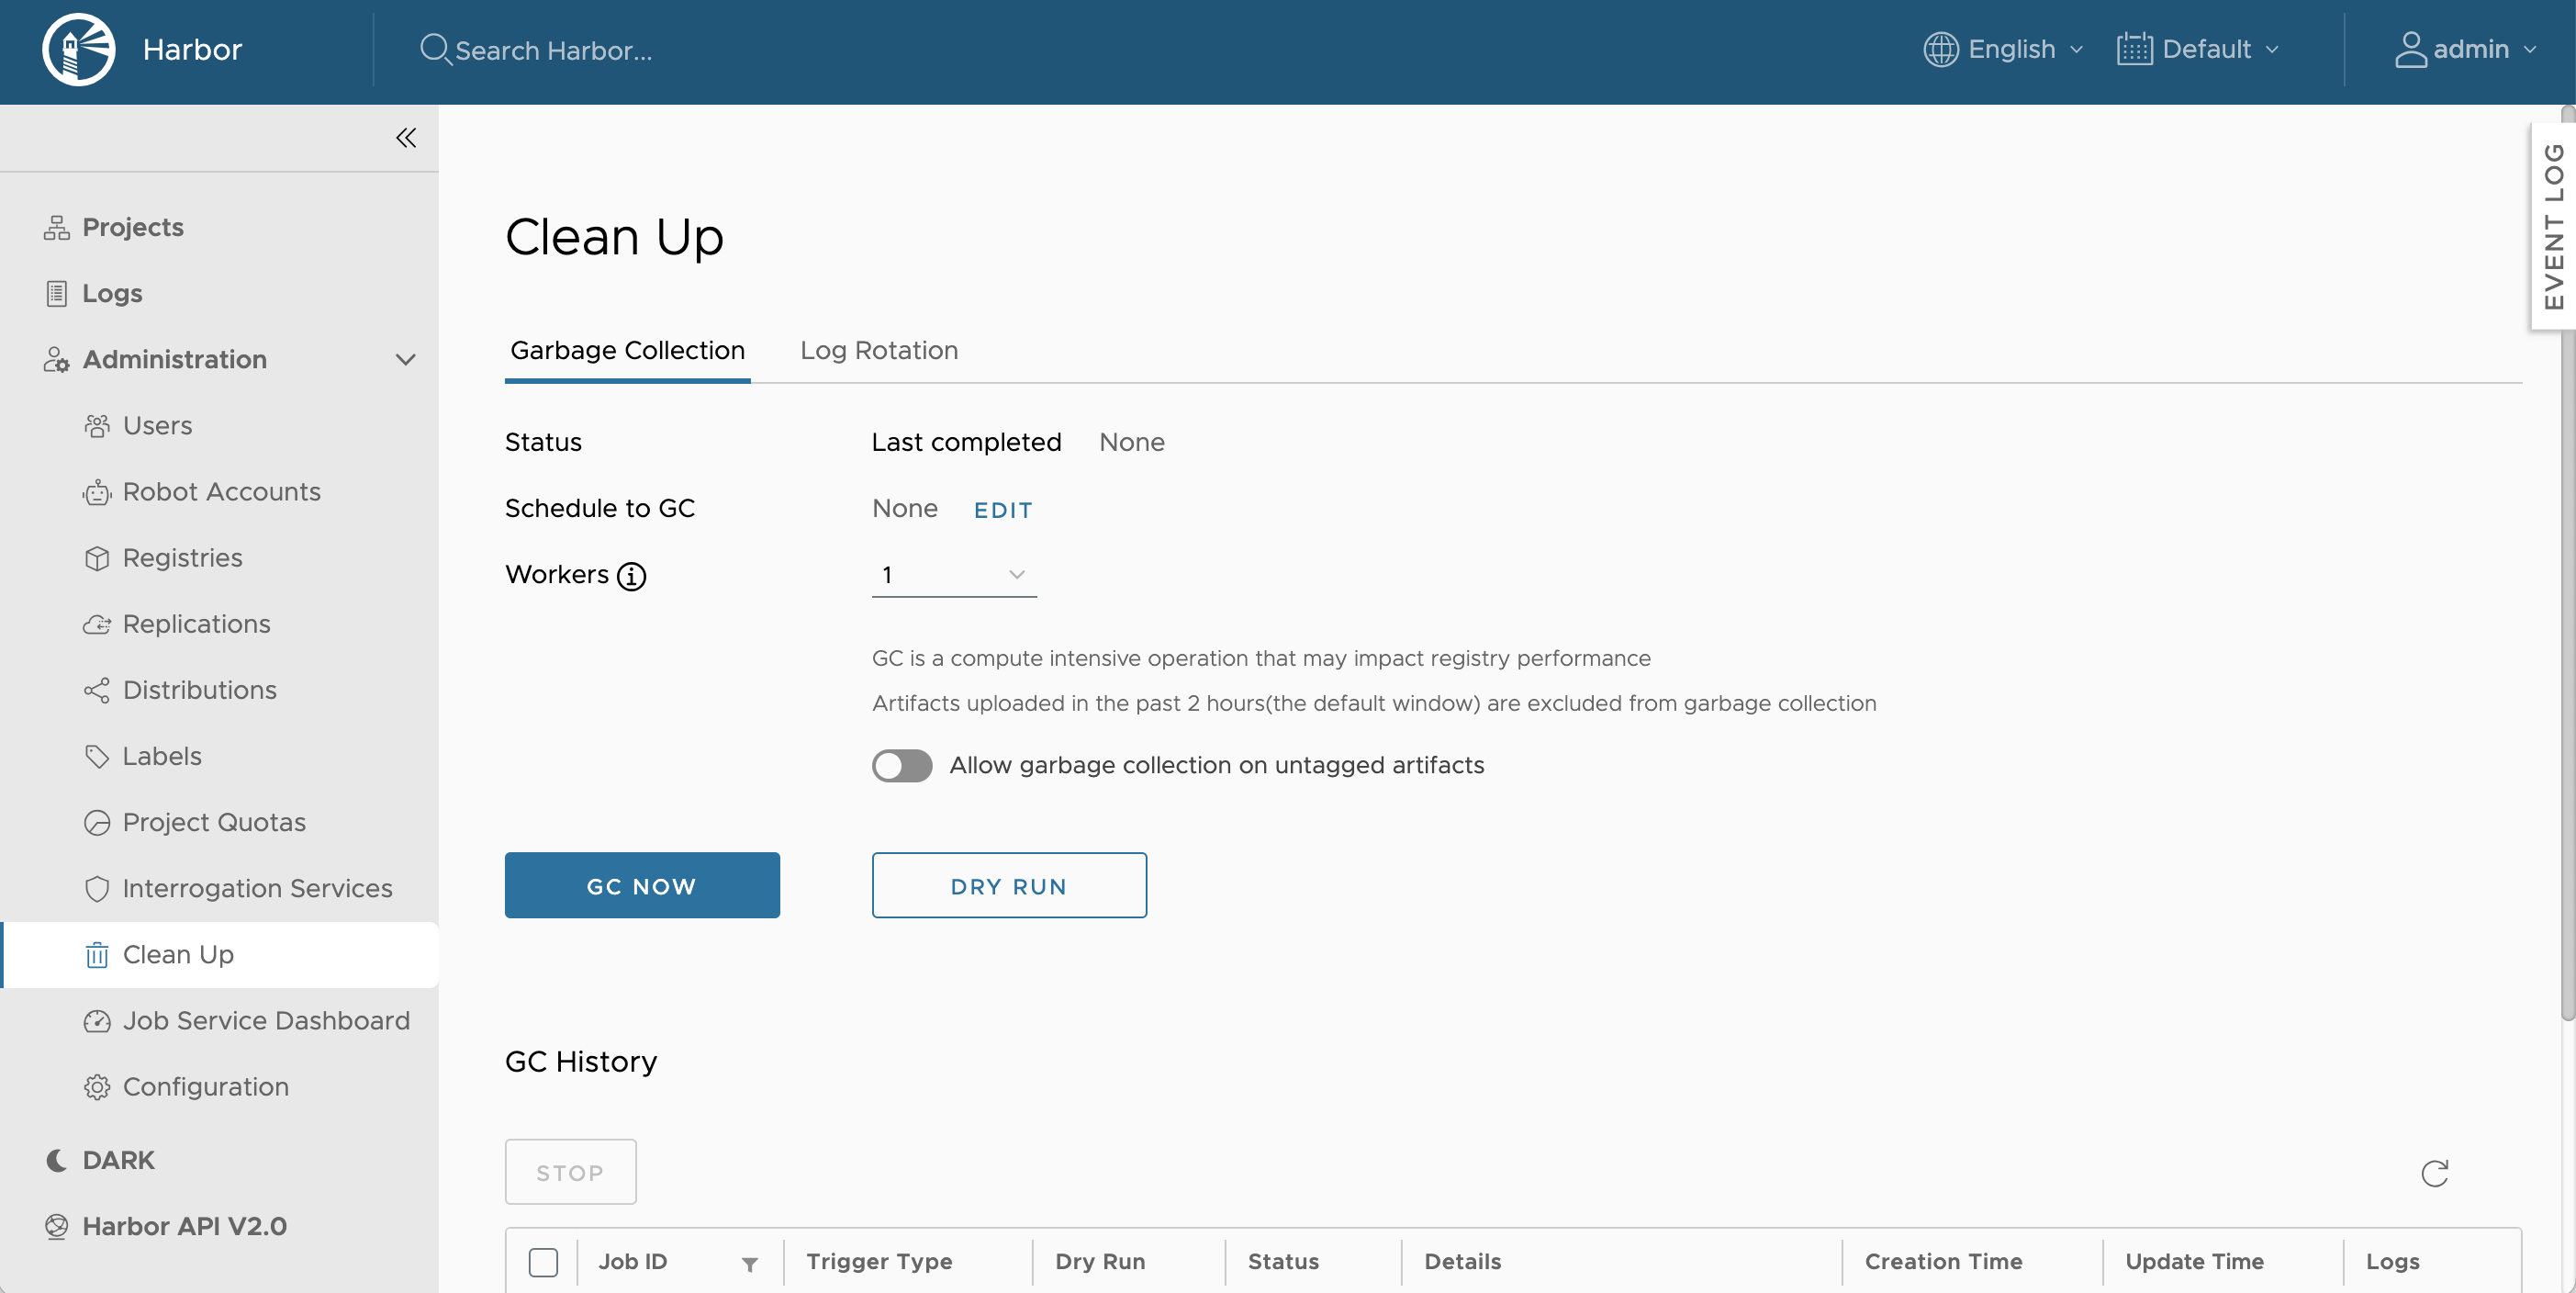 Harbor
Search Harbor...
English
Default
admin
EVENT LOG
Projects
Logs
Administration
Users
Robot Accounts
Registries
Replications
Distributions
Labels
Project Quotas
Interrogation Services
Clean Up
Job Service Dashboard
Configuration
DARK
Harbor API V2.0
Clean Up
Garbage Collection Log Rotation
Status Last completed None
Schedule to GC None EDIT
Workers 1
GC is a compute intensive operation that may impact registry performance
Artifacts uploaded in the past 2 hours(the default window) are excluded from garbage collection
Allow garbage collection on untagged artifacts
GC NOW DRY RUN
GC History
STOP
Job ID Trigger Type Dry Run Status Details Creation Time Update Time Logs